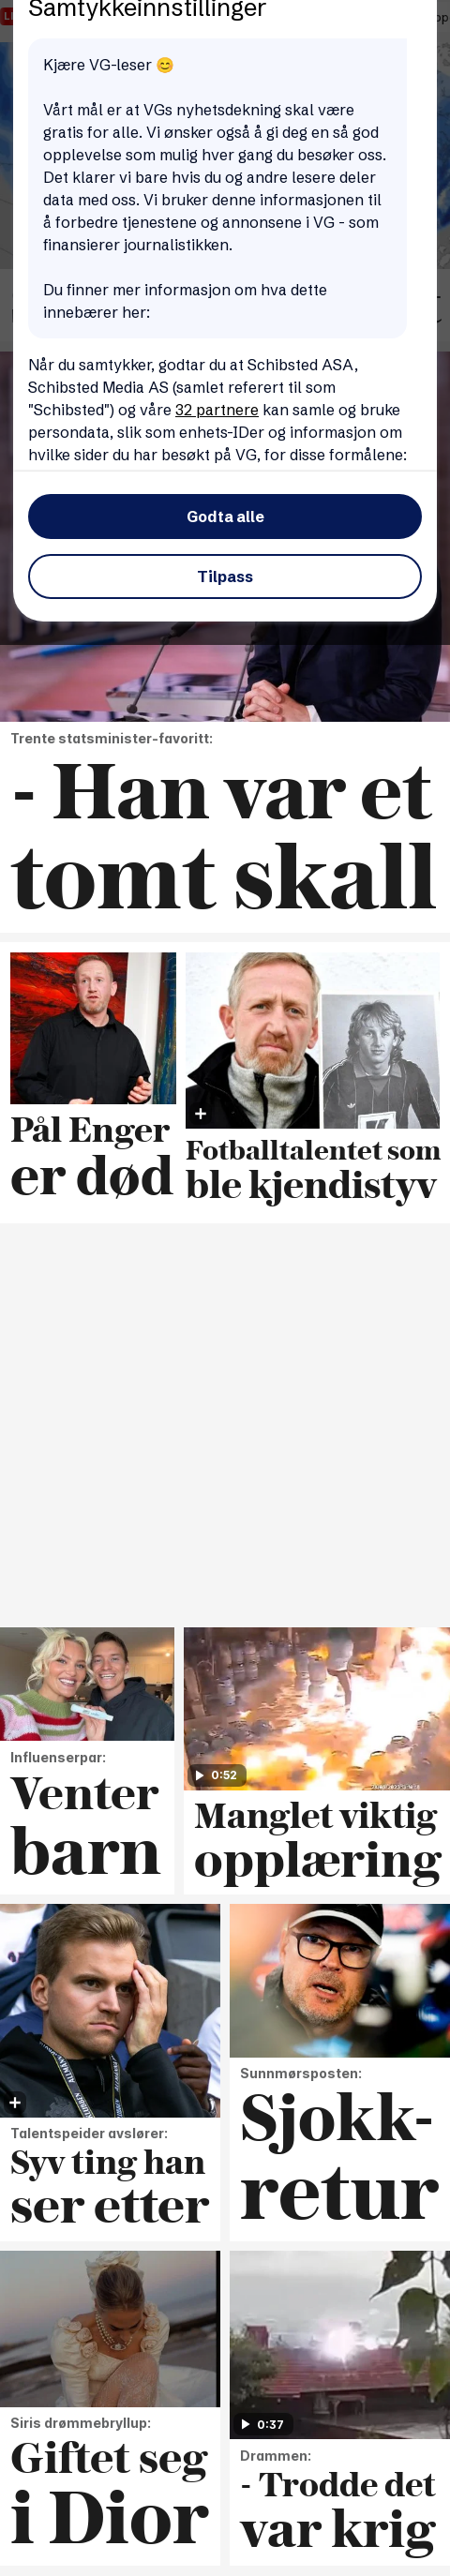 Samtykkeinnstillinger
Kjære VG-leser 😊
Vårt mål er at VGs nyhetsdekning skal være
gratis for alle. Vi ønsker også å gi deg en så god
opplevelse som mulig hver gang du besøker oss.
Det klarer vi bare hvis du og andre lesere deler
data med oss. Vi bruker denne informasjonen til
å forbedre tjenestene og annonsene i VG - som
finansierer journalistikken.
Du finner mer informasjon om hva dette
innebærer her:
Når du samtykker, godtar du at Schibsted ASA,
Schibsted Media AS (samlet referert til som
"Schibsted") og våre 32 partnere kan samle og bruke
persondata, slik som enhets-IDer og informasjon om
hvilke sider du har besøkt på VG, for disse formålene:
Godta alle
Tilpass
Trente statsminister-favoritt:
- Han var et
tomt skall
Pål Enger
er død
Fotballtalentet som
ble kjendistyv
Influenserpar:
Venter
barn
0:52
Manglet viktig
opplæring
Talentspeider avslører:
Syv ting han
ser etter
Sunnmørsposten:
Sjokk-
retur
Siris drømmebryllup:
Giftet seg
i Dior
0:37
Drammen:
- Trodde det
var krig